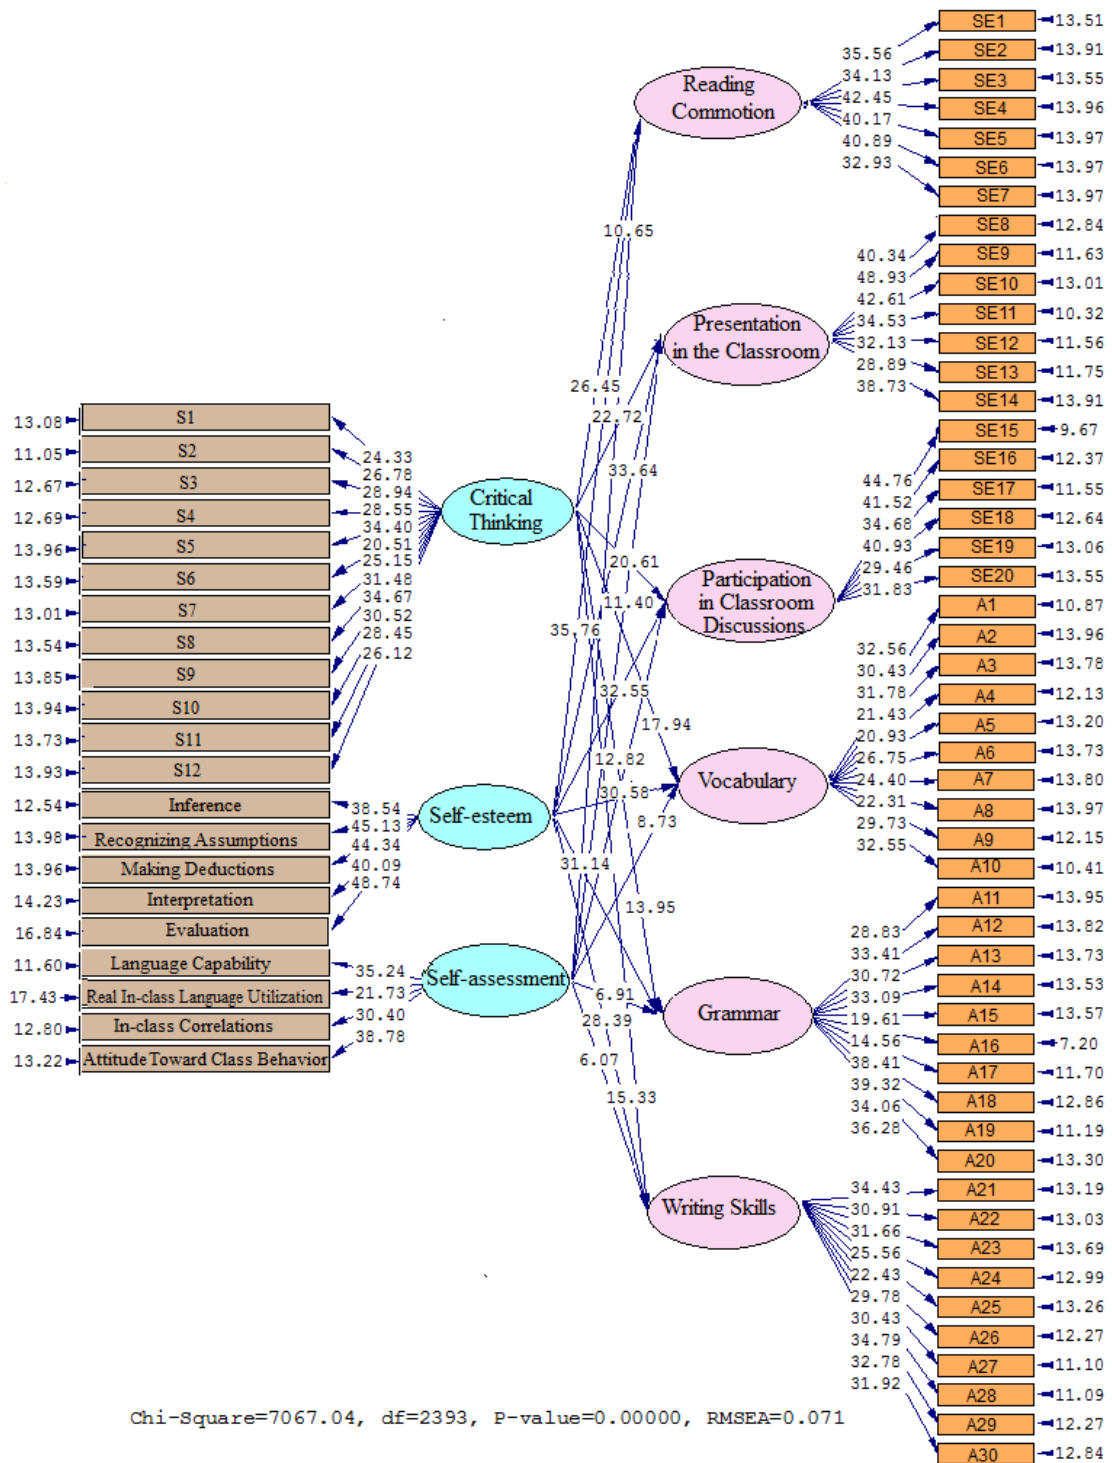 13.08 S1
11.05 S2
12.67 S3
12.69 S4
13.96 S5
13.59 S6
13.01 S7
13.54 S8
13.85 S9
13.94 S10
13.73 S11
13.93 S12
12.54 Inference
13.98 Recognizing Assumptions
13.96 Making Deductions
14.23 Interpretation
16.84 Evaluation
11.60 Language Capability
17.43 Real In-class Language Utilization
12.80 In-class Correlations
13.22 Attitude Toward Class Behavior
24.33
26.78
28.94
28.55
34.40
20.51
25.15
31.48
34.67
30.52
28.45
26.12
38.54
45.13
44.34
40.09
48.74
35.24
21.73
30.40
38.78
Critical
Thinking
Self-esteem
Self-assessment
10.65
26.45
22.72
33.64
20.61
11.40
35.76
32.55
17.94
12.82
30.58
8.73
31.14
13.95
6.91
28.39
6.07
15.33
Reading
Commotion
Presentation
in the Classroom
Participation
in Classroom
Discussions
Vocabulary
Grammar
Writing Skills
35.56
34.13
42.45
40.17
40.89
32.93
40.34
48.93
42.61
34.53
32.13
28.89
38.73
44.76
41.52
34.68
40.93
29.46
31.83
32.56
30.43
31.78
21.43
20.93
26.75
24.40
22.31
29.73
32.55
28.83
33.41
30.72
33.09
19.61
14.56
38.41
39.32
34.06
36.28
34.43
30.91
31.66
25.56
22.43
29.78
30.43
34.79
32.78
31.92
SE1 13.51
SE2 13.91
SE3 13.55
SE4 13.96
SE5 13.97
SE6 13.97
SE7 13.97
SE8 12.84
SE9 11.63
SE10 13.01
SE11 10.32
SE12 11.56
SE13 11.75
SE14 13.91
SE15 9.67
SE16 12.37
SE17 11.55
SE18 12.64
SE19 13.06
SE20 13.55
A1 10.87
A2 13.96
A3 13.78
A4 12.13
A5 13.20
A6 13.73
A7 13.80
A8 13.97
A9 12.15
A10 10.41
A11 13.95
A12 13.82
A13 13.73
A14 13.53
A15 13.57
A16 7.20
A17 11.70
A18 12.86
A19 11.19
A20 13.30
A21 13.19
A22 13.03
A23 13.69
A24 12.99
A25 13.26
A26 12.27
A27 11.10
A28 11.09
A29 12.27
A30 12.84
Chi-Square=7067.04, df=2393, P-value=0.00000, RMSEA=0.071